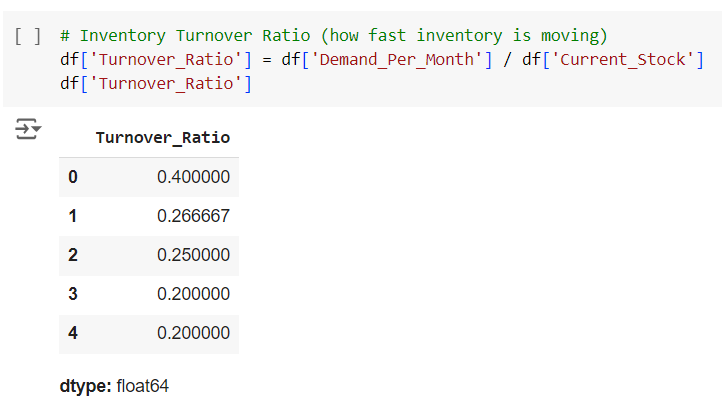 [ ] # Inventory Turnover Ratio (how fast inventory is moving)
df['Turnover_Ratio'] = df['Demand_Per_Month'] / df['Current_Stock']
df['Turnover_Ratio']
Turnover_Ratio
0 0.400000
1 0.266667
2 0.250000
3 0.200000
4 0.200000
dtype: float64